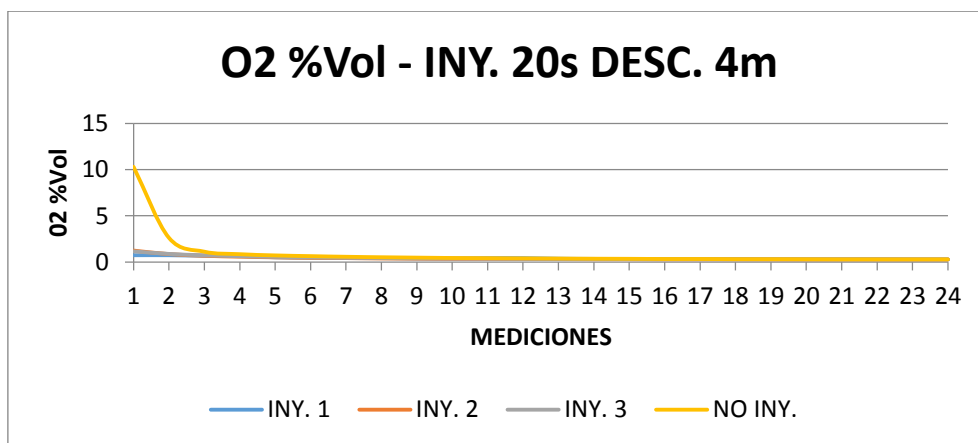 O2 %Vol - INY. 20s DESC. 4m
15
10
5
0
02 %Vol
1 2 3 4 5 6 7 8 9 10 11 12 13 14 15 16 17 18 19 20 21 22 23 24
MEDICIONES
INY. 1 INY. 2 INY. 3 NO INY.